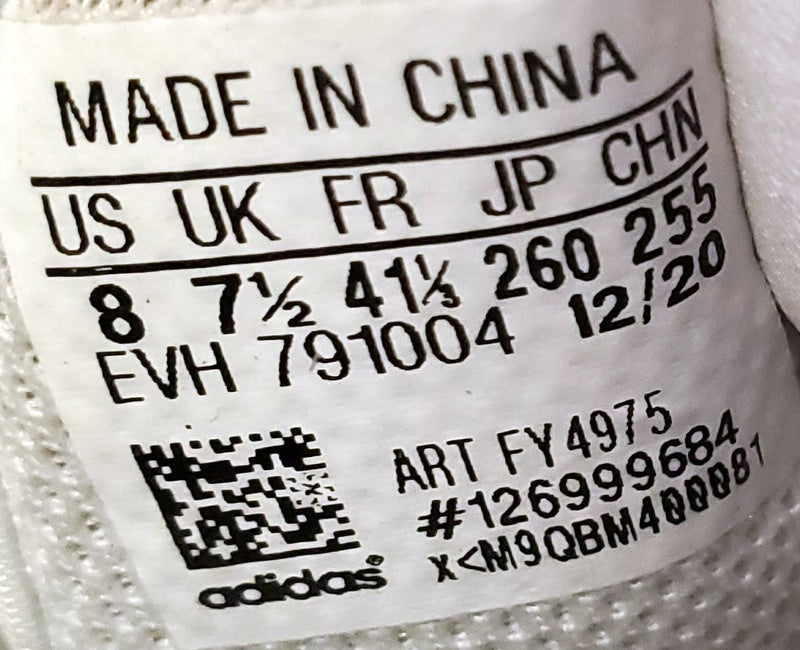 MADE IN CHINA
US UK FR JP CHN
8 7½ 41⅓ 260 255
EVH 791004 12/20
ART FY4975
#126999684
x<M9QBM400081
adidas®